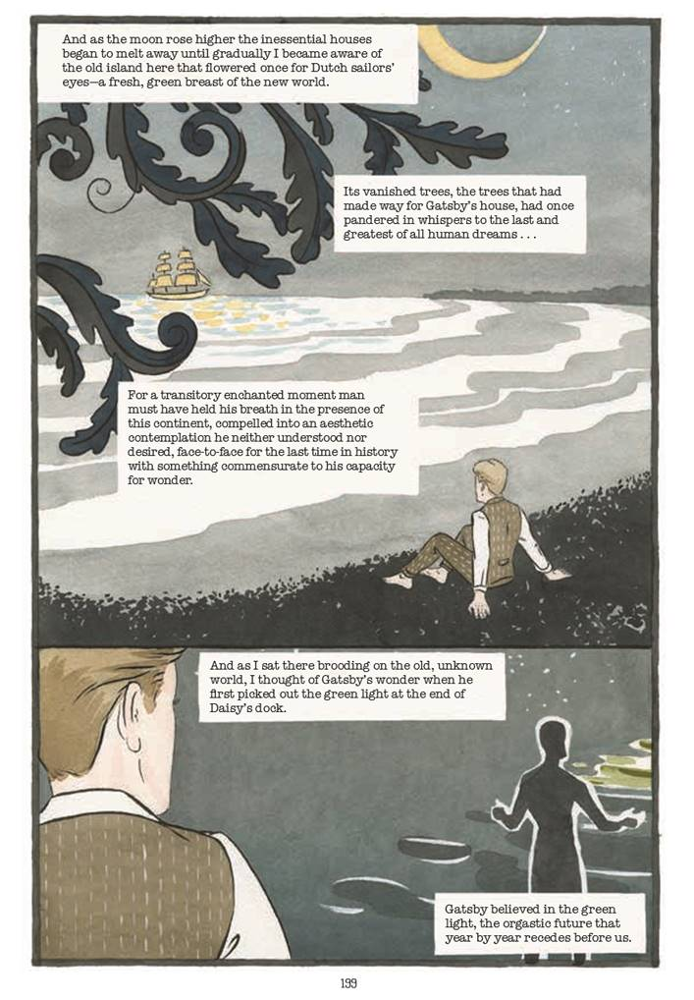 And as the moon rose higher the inessential houses
began to melt away until gradually I became aware of
the old island here that flowered once for Dutch sailors'
eyes—a fresh, green breast of the new world.
Its vanished trees, the trees that had
made way for Gatsby's house, had once
pandered in whispers to the last and
greatest of all human dreams . . .
For a transitory enchanted moment man
must have held his breath in the presence of
this continent, compelled into an aesthetic
contemplation he neither understood nor
desired, face-to-face for the last time in history
with something commensurate to his capacity
for wonder.
And as I sat there brooding on the old, unknown
world, I thought of Gatsby's wonder when he
first picked out the green light at the end of
Daisy's dock.
Gatsby believed in the green
light, the orgastic future that
year by year recedes before us.
199